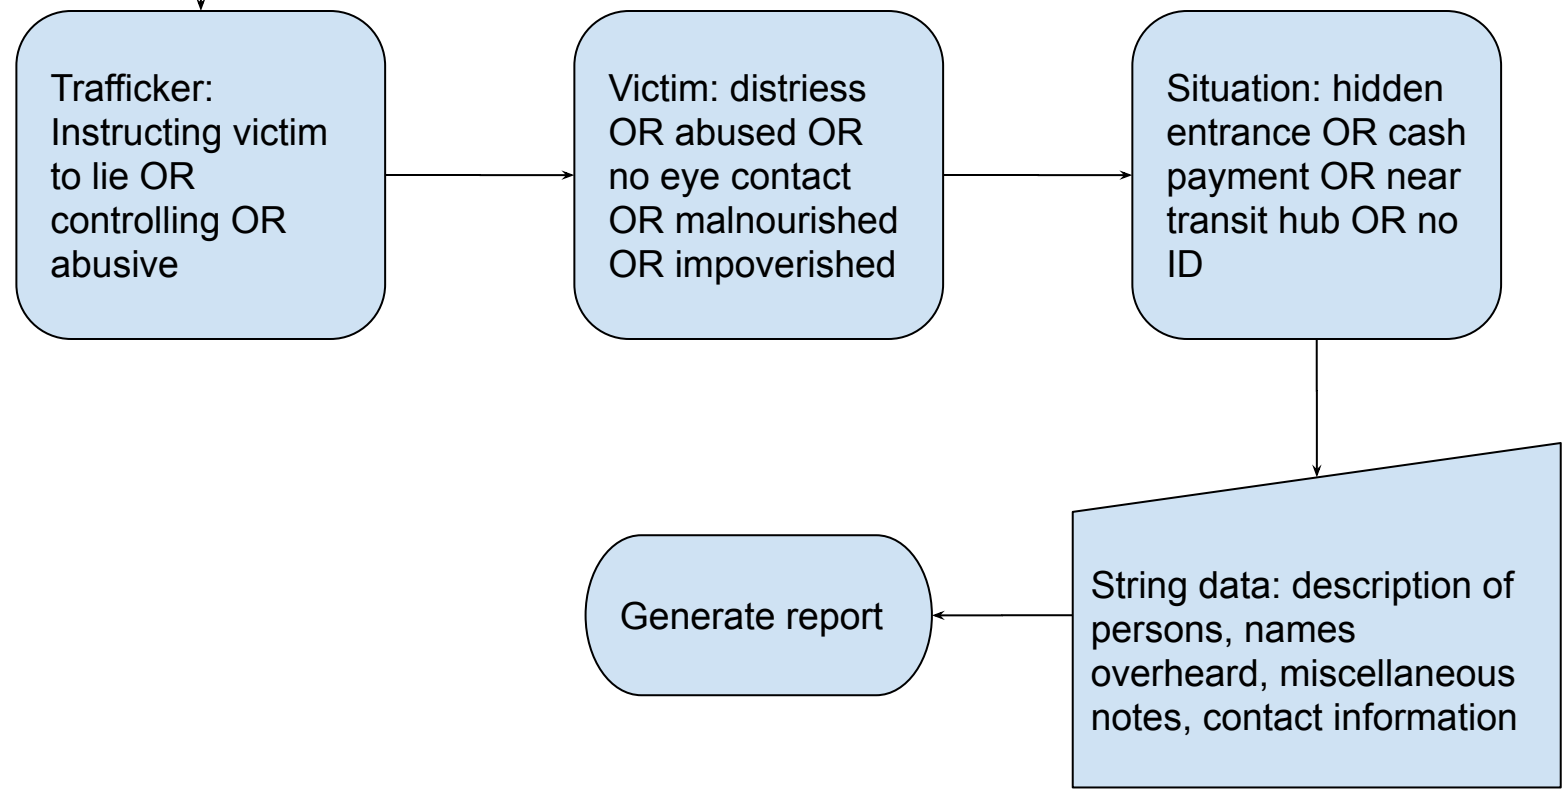 Trafficker:
Instructing victim
to lie OR
controlling OR
abusive
Victim: distriess
OR abused OR
no eye contact
OR malnourished
OR impoverished
Situation: hidden
entrance OR cash
payment OR near
transit hub OR no
ID
Generate report
String data: description of
persons, names
overheard, miscellaneous
notes, contact information